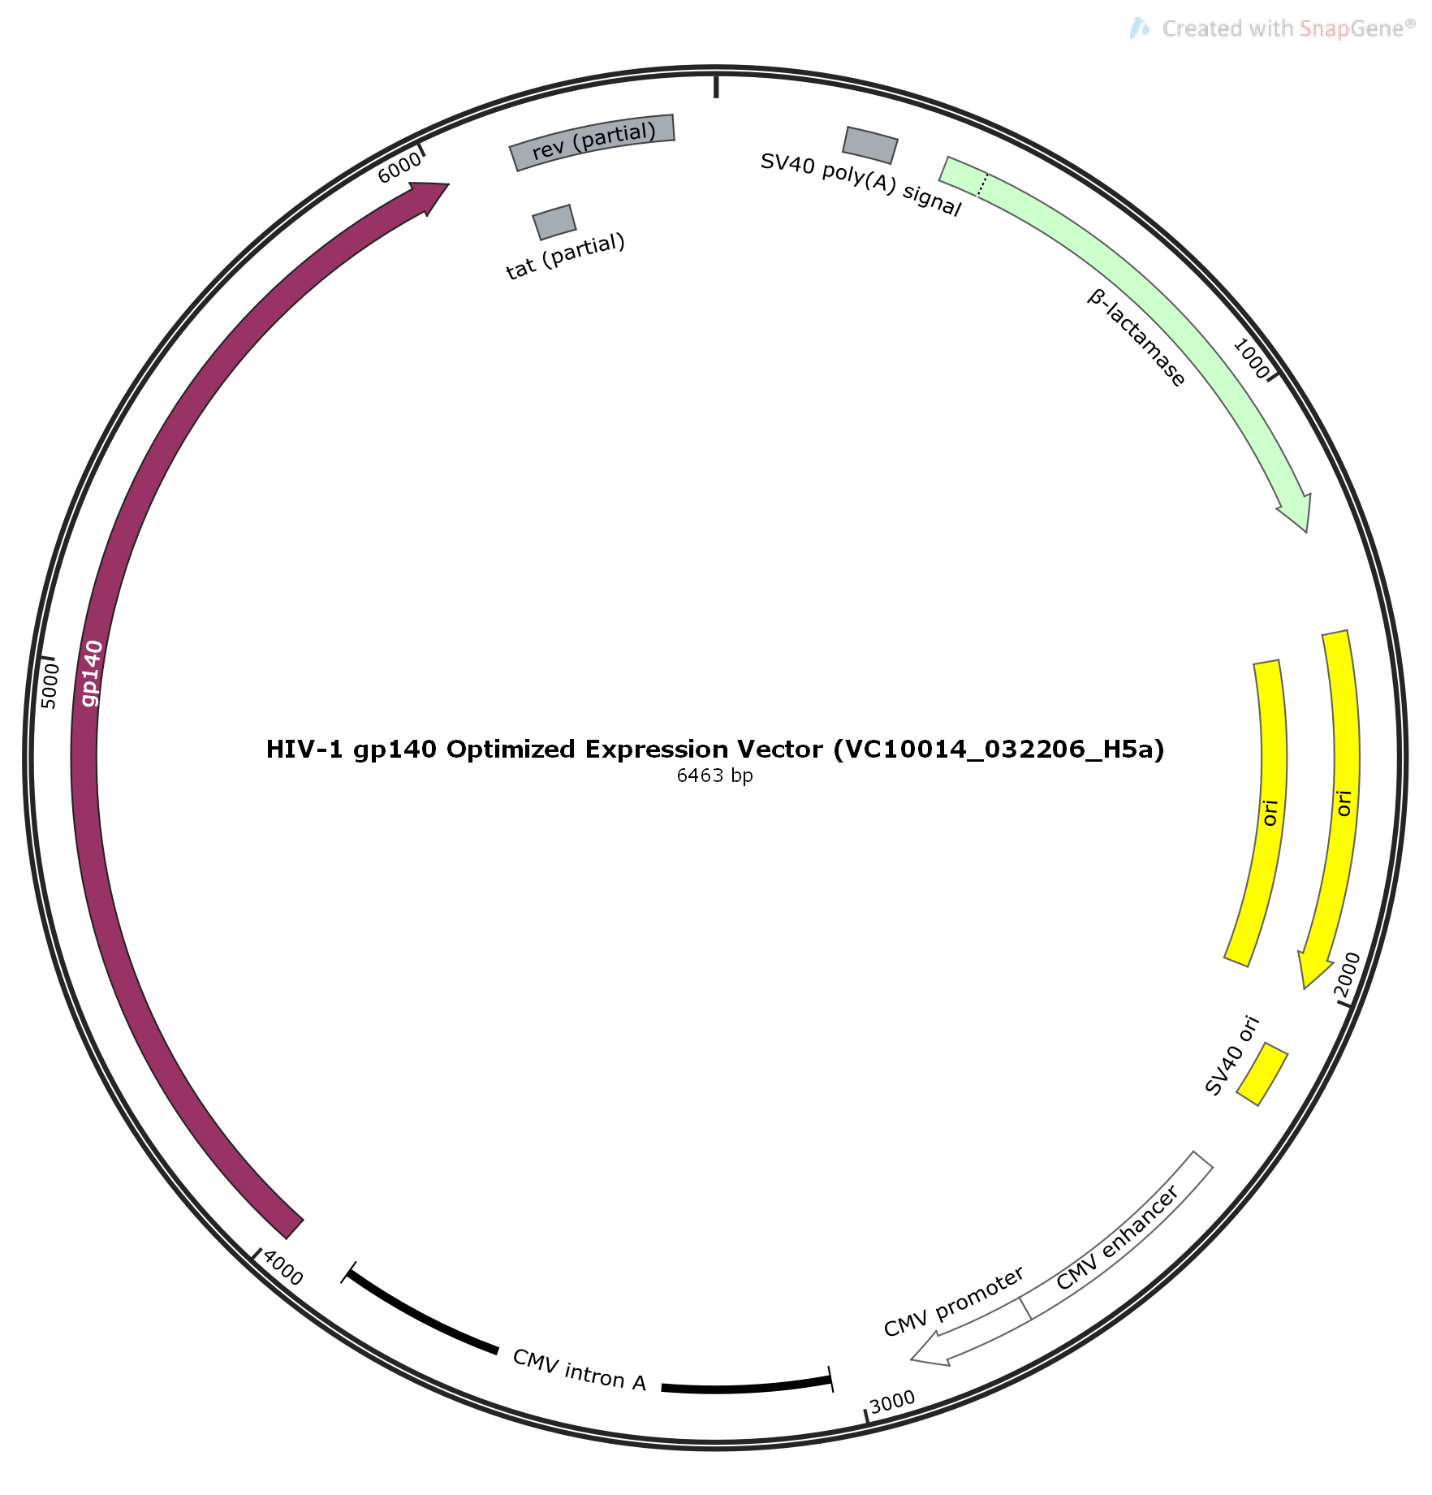 Created with SnapGene®
rev (partial)
tat (partial)
SV40 poly(A) signal
β-lactamase
1000
ori
ori
2000
SV40 ori
CMV enhancer
CMV promoter
3000
CMV intron A
4000
gp140
5000
6000
HIV-1 gp140 Optimized Expression Vector (VC10014_032206_H5a)
6463 bp